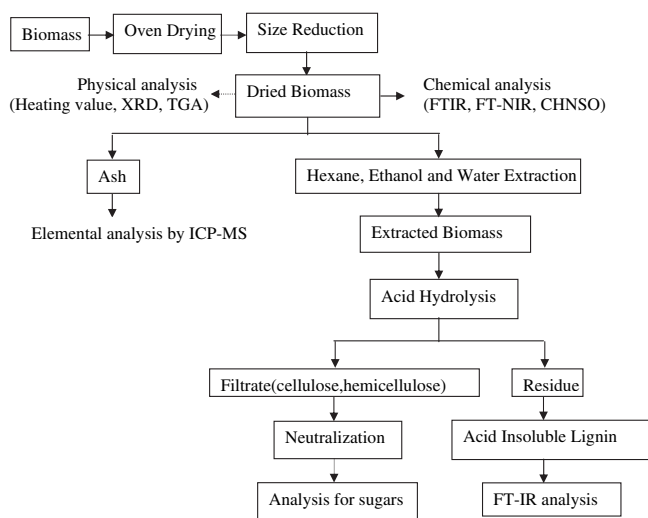 Biomass
Oven Drying
Size Reduction
Physical analysis
(Heating value, XRD, TGA)
Dried Biomass
Chemical analysis
(FTIR, FT-NIR, CHNSO)
Ash
Hexane, Ethanol and Water Extraction
Elemental analysis by ICP-MS
Extracted Biomass
Acid Hydrolysis
Filtrate(cellulose,hemicellulose)
Residue
Neutralization
Acid Insoluble Lignin
Analysis for sugars
FT-IR analysis